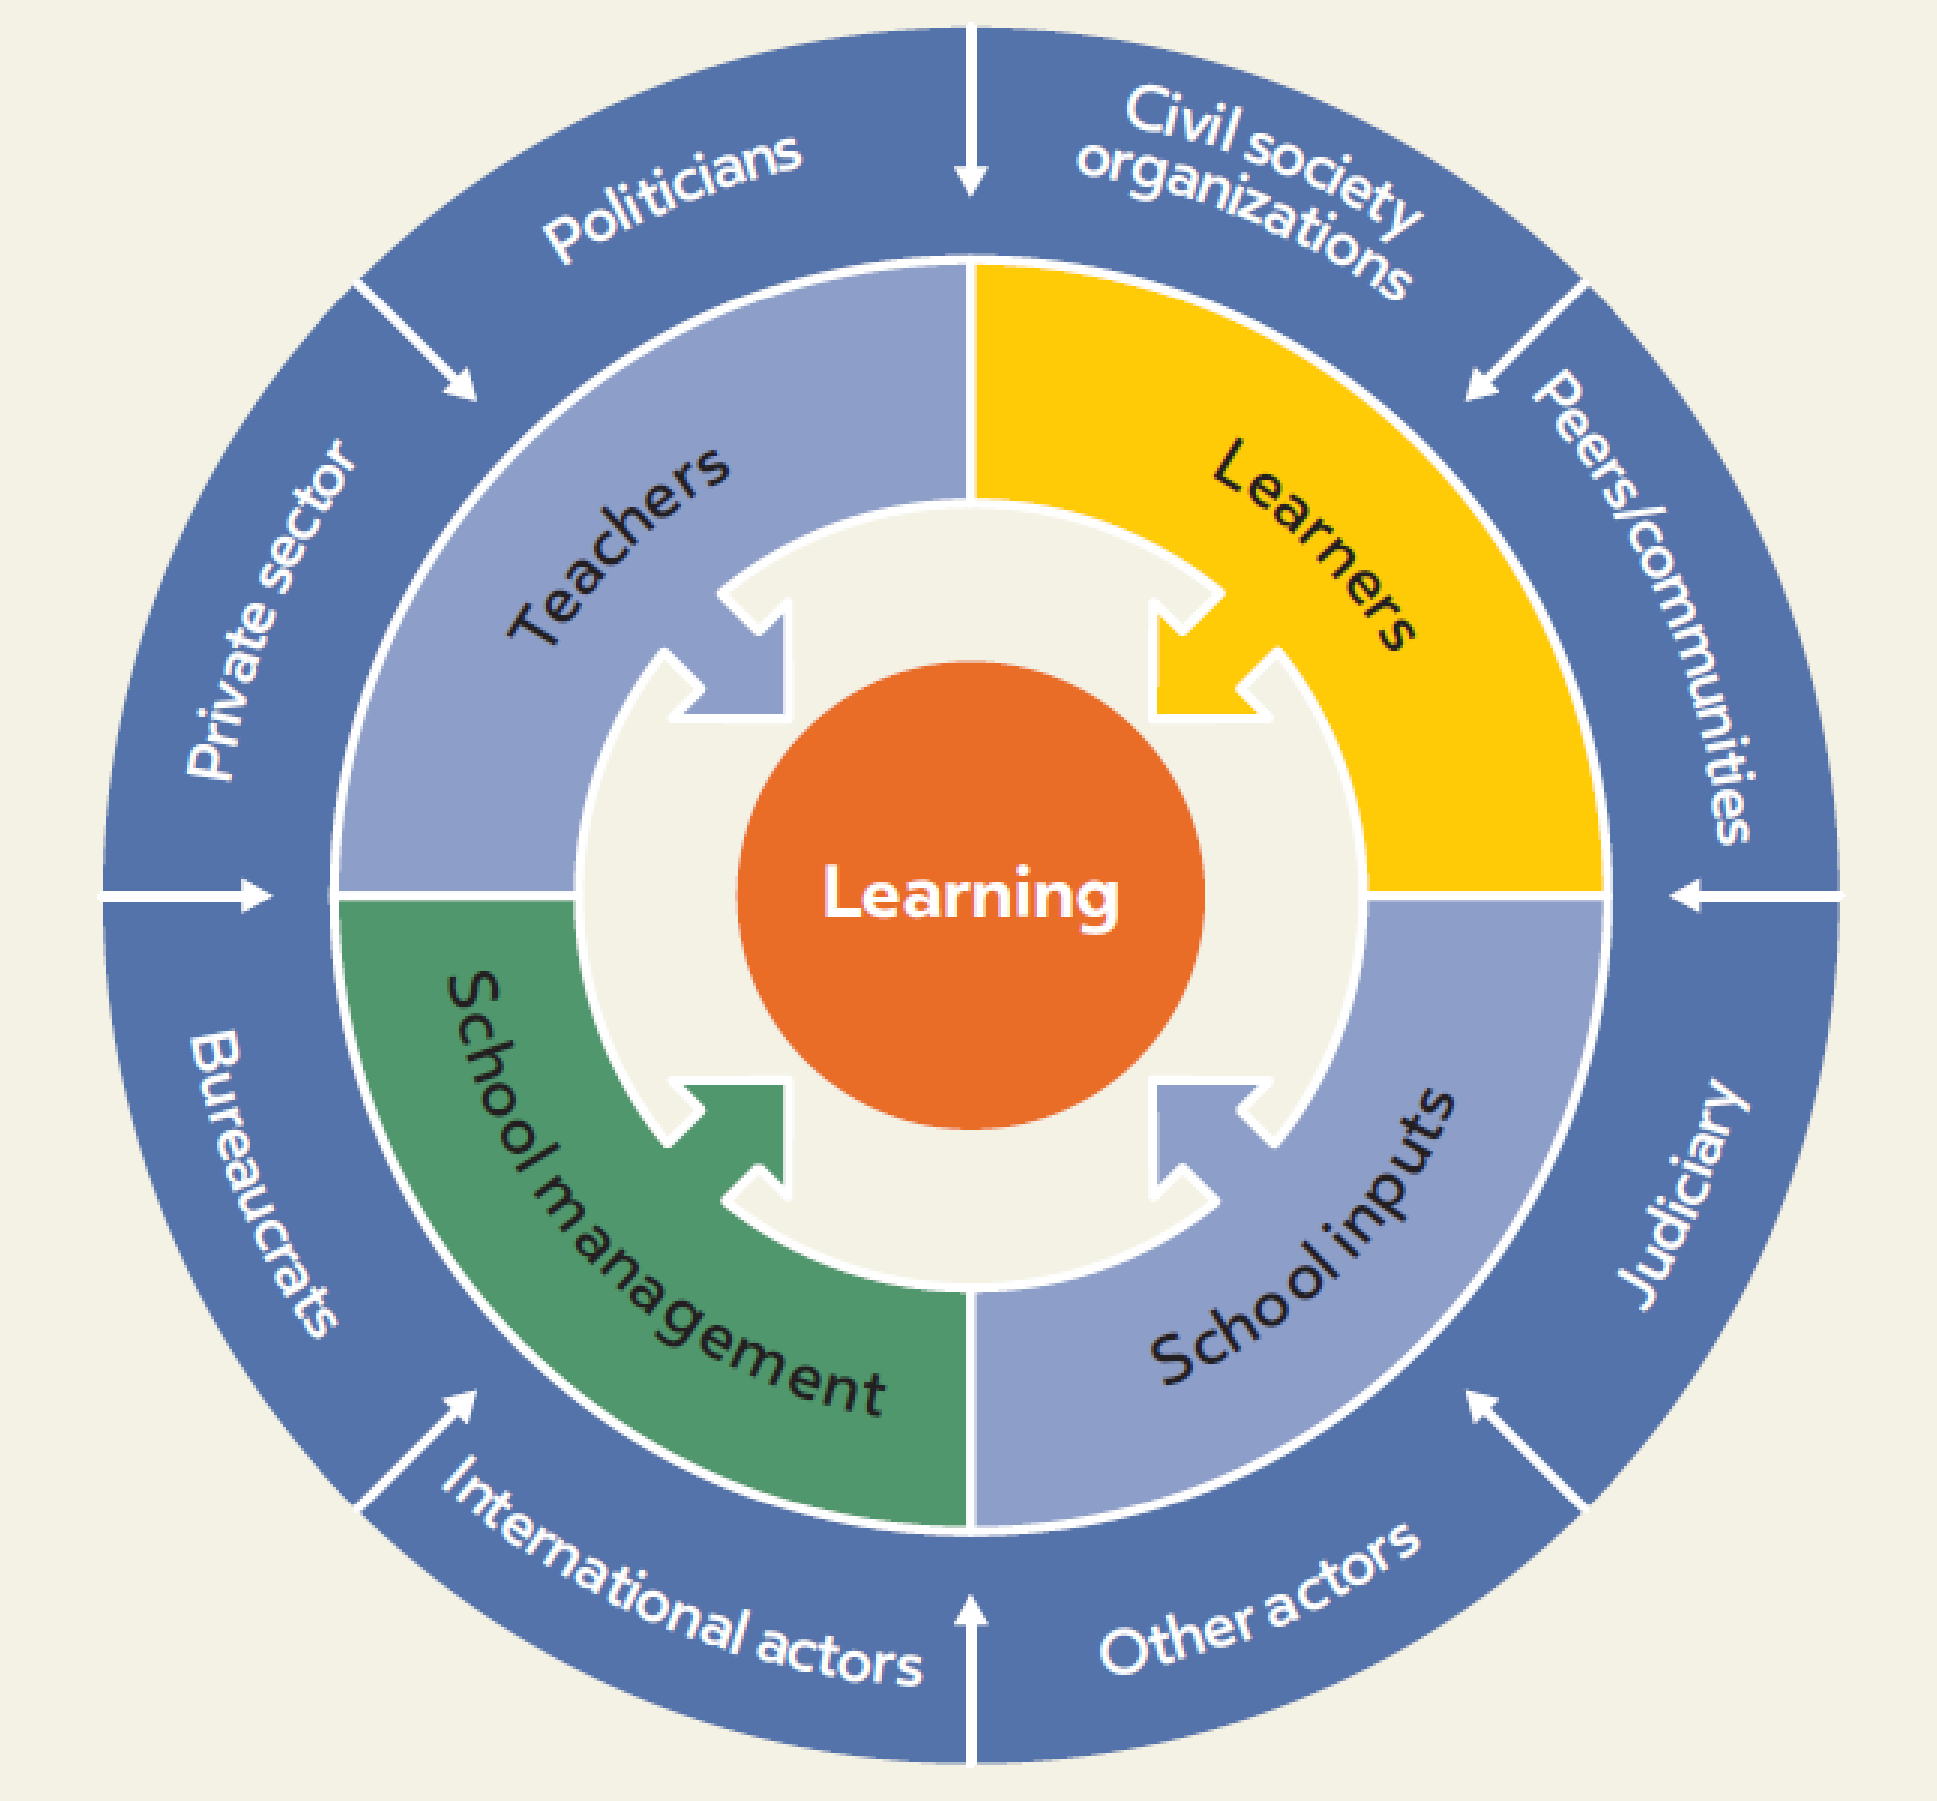 Politicians
Civil society
organizations
Peers/communities
Judiciary
Other actors
International actors
Bureaucrats
Private sector
Teachers
Learners
School inputs
School management
Learning